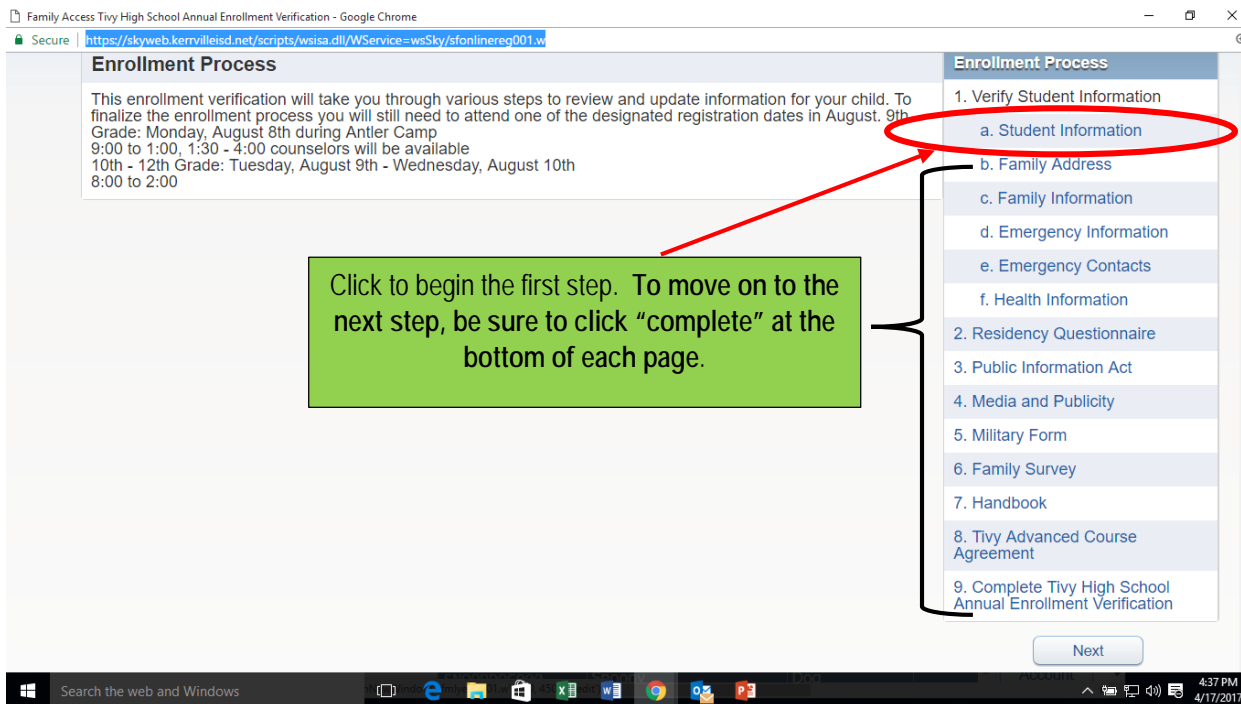 Family Access Tivy High School Annual Enrollment Verification - Google Chrome
Secure | https://skyweb.kerrvilleisd.net/scripts/wsisa.dll/WService=wsSky/sfonlinereg001.w
Enrollment Process
This enrollment verification will take you through various steps to review and update information for your child. To
finalize the enrollment process you will still need to attend one of the designated registration dates in August. 9th
Grade: Monday, August 8th during Antler Camp
9:00 to 1:00, 1:30 - 4:00 counselors will be available
10th - 12th Grade: Tuesday, August 9th - Wednesday, August 10th
8:00 to 2:00
Click to begin the first step. To move on to the
next step, be sure to click “complete” at the
bottom of each page.
Enrollment Process
1. Verify Student Information
a. Student Information
b. Family Address
c. Family Information
d. Emergency Information
e. Emergency Contacts
f. Health Information
2. Residency Questionnaire
3. Public Information Act
4. Media and Publicity
5. Military Form
6. Family Survey
7. Handbook
8. Tivy Advanced Course
Agreement
9. Complete Tivy High School
Annual Enrollment Verification
Next
Search the web and Windows
4:37 PM
4/17/2017